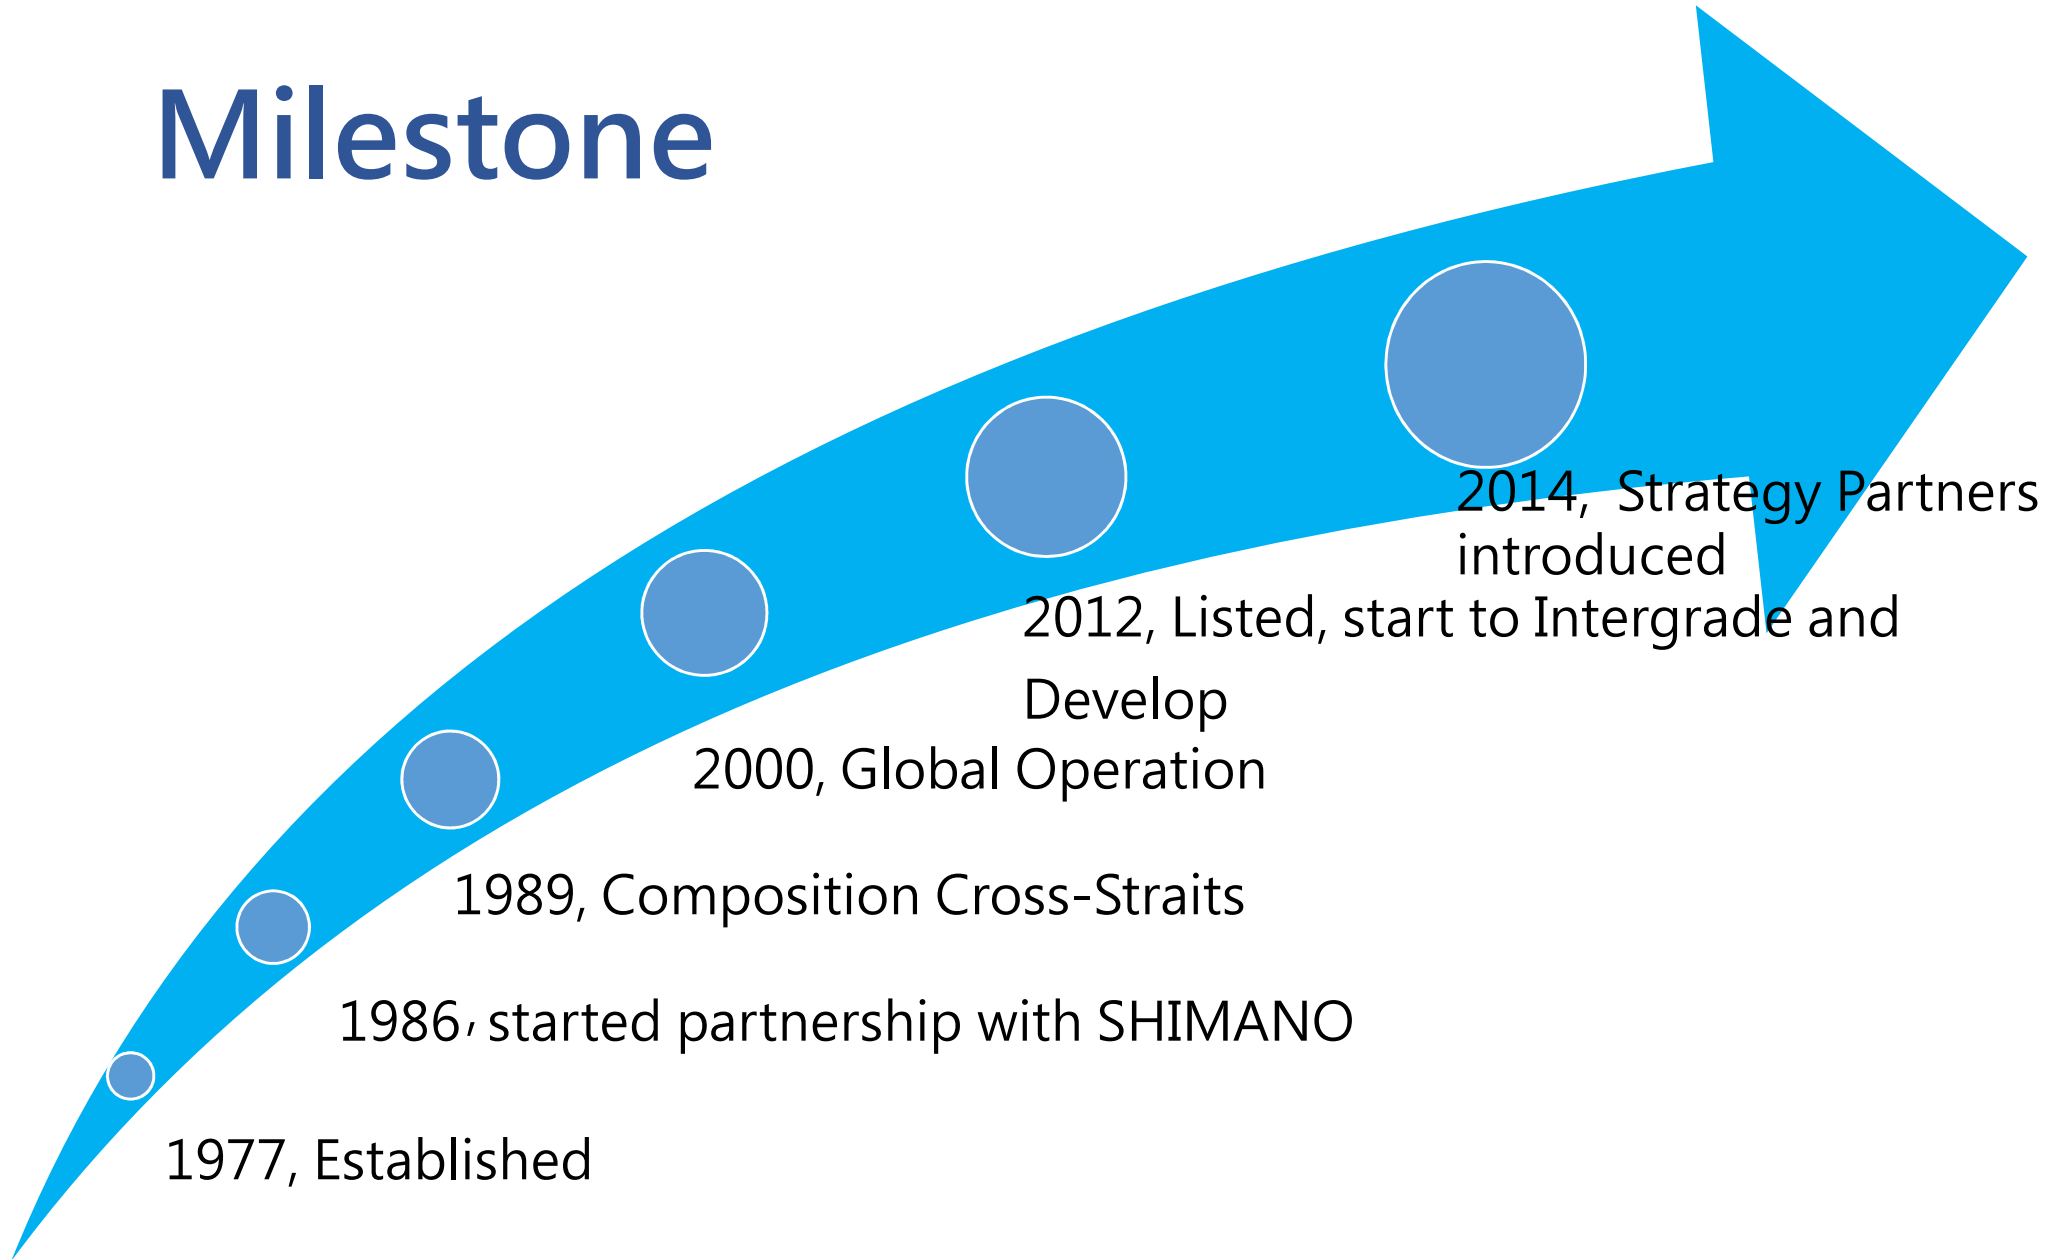 Milestone
2014, Strategy Partners
introduced
2012, Listed, start to Intergrade and
Develop
2000, Global Operation
1989, Composition Cross-Straits
1986, started partnership with SHIMANO
1977, Established